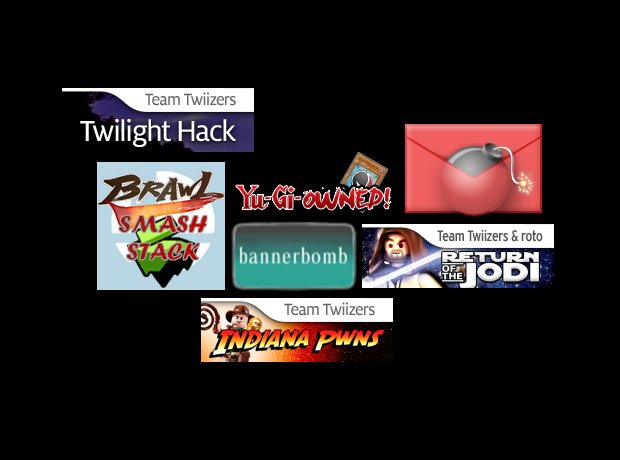 Team Twiizers
Twilight Hack
BRAWL
SMASH
STACK
Yu-Gi-OWNED!
bannerbomb
Team Twiizers & roto
RETURN
OF THE JODI
Team Twiizers
INDIANA PWNS